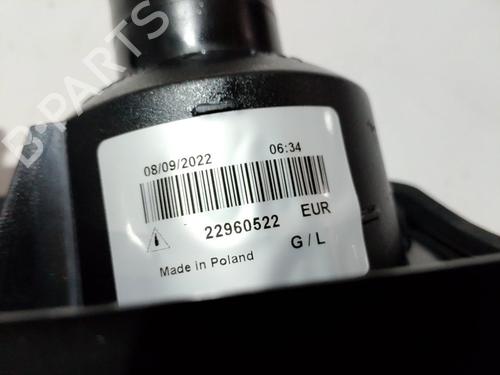 B-PARTS
08/09/2022 06:34
22960522 EUR
G / L
Made in Poland